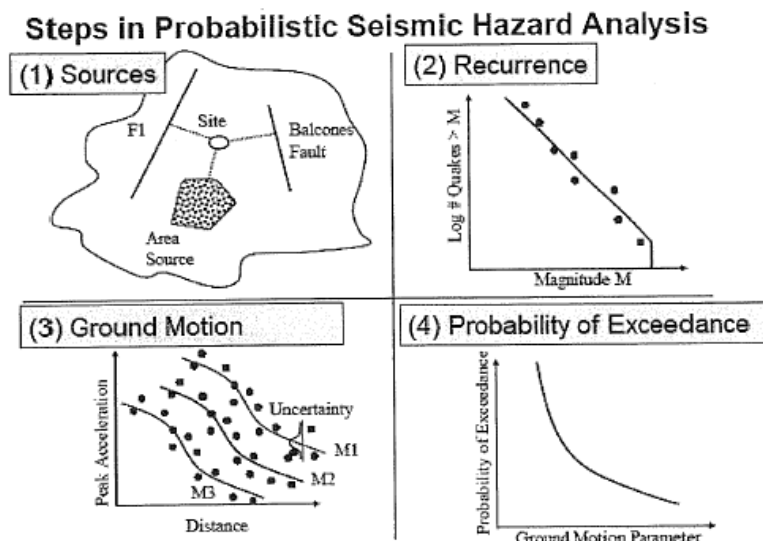 Steps in Probabilistic Seismic Hazard Analysis
(1) Sources
F1
Site
Balcones
Fault
Area
Source
(2) Recurrence
Log # Quakes > M
Magnitude M
(3) Ground Motion
Peak Acceleration
Uncertainty
M1
M2
M3
Distance
(4) Probability of Exceedance
Probability of Exceedance
Ground Motion Parameter